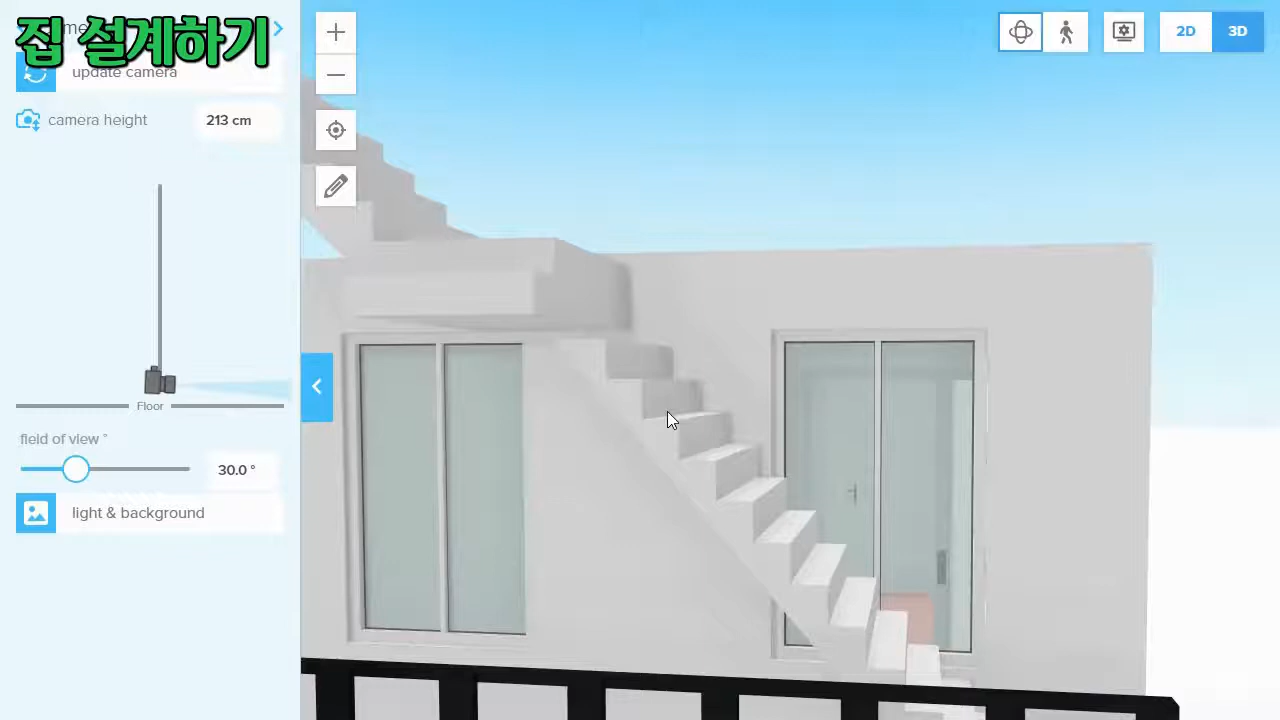 집 설계하기
update camera
camera height 213 cm
Floor
field of view °
30.0 °
light & background
2D 3D